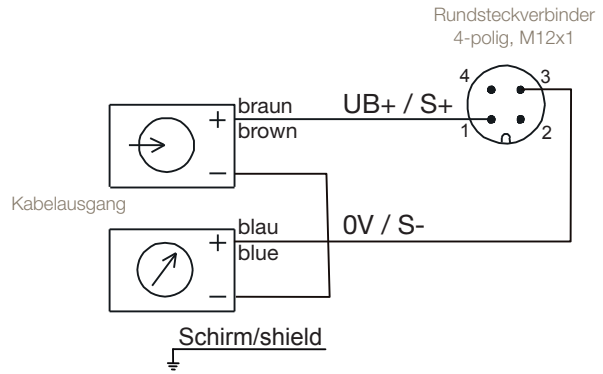 Rundsteckverbinder
4-polig, M12x1
4
3
braun
UB+ / S+
+
brown
1
2
−
Kabelausgang
blau
0V / S-
+
blue
−
Schirm/shield